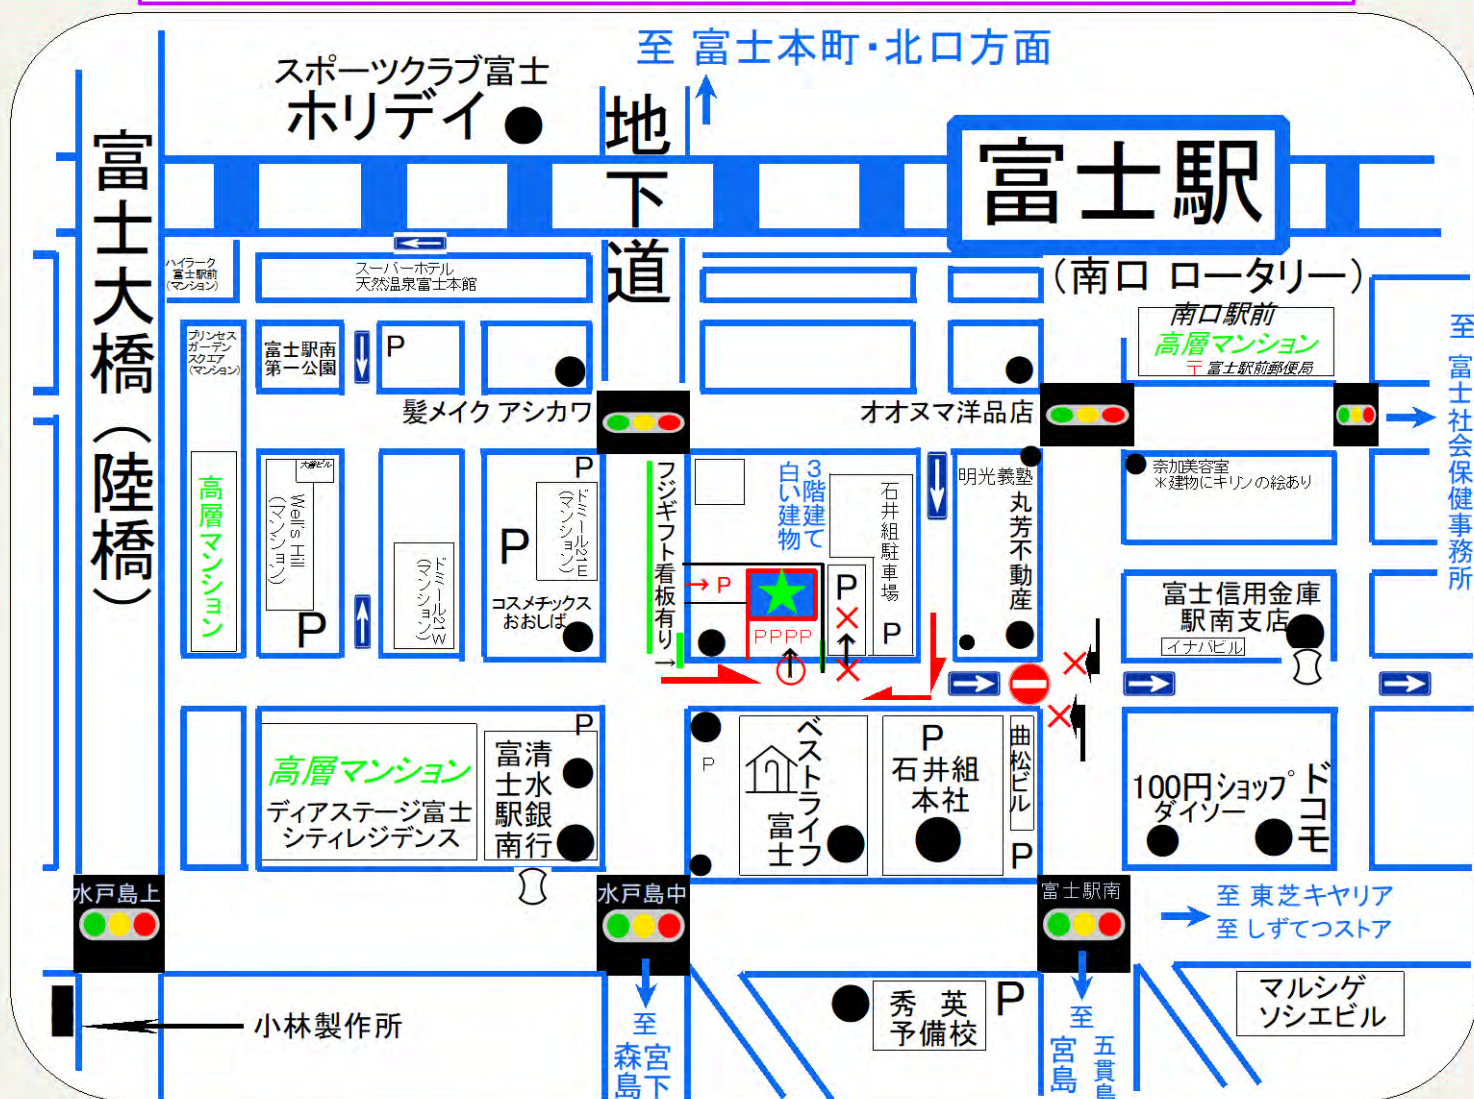 至 富士本町・北口方面
スポーツクラブ富士
ホリデイ
地下道
富士駅
(南口 ロータリー)
富士大橋(陸橋)
ハイラーク
富士駅前
(マンション)
スーパーホテル
天然温泉富士本館
南口駅前
高層マンション
〒富士駅前郵便局
至 富士社会保健事務所
プリンセス
ガーデン
スクエア
(マンション)
富士駅南
第一公園
P
髪メイク アシカワ
オオヌマ洋品店
高層マンション
Well's Hill
(マンション)
P
ドミール21W
(マンション)
P
P
ドミール21E
(マンション)
コスメチックス
おおしば
フジギフト看板有り→
3階建て
白い建物
→P
PPPP
石井組駐車場
P
P
明光義塾
丸芳不動産
奈加美容室
※建物にキリンの絵あり
富士信用金庫
駅南支店
イナバビル
高層マンション
ディアステージ富士
シティレジデンス
P
清水銀行
富士駅南
P
ベストライフ
富士
P
石井組
本社
曲松ビル
P
100円ショップ
ダイソー
ドコモ
水戸島上
水戸島中
富士駅南
至 東芝キヤリア
至 しずてつストア
小林製作所
至
宮下
森島
秀 英
予備校
P
至
宮島
五貫島
マルシゲ
ソシエビル